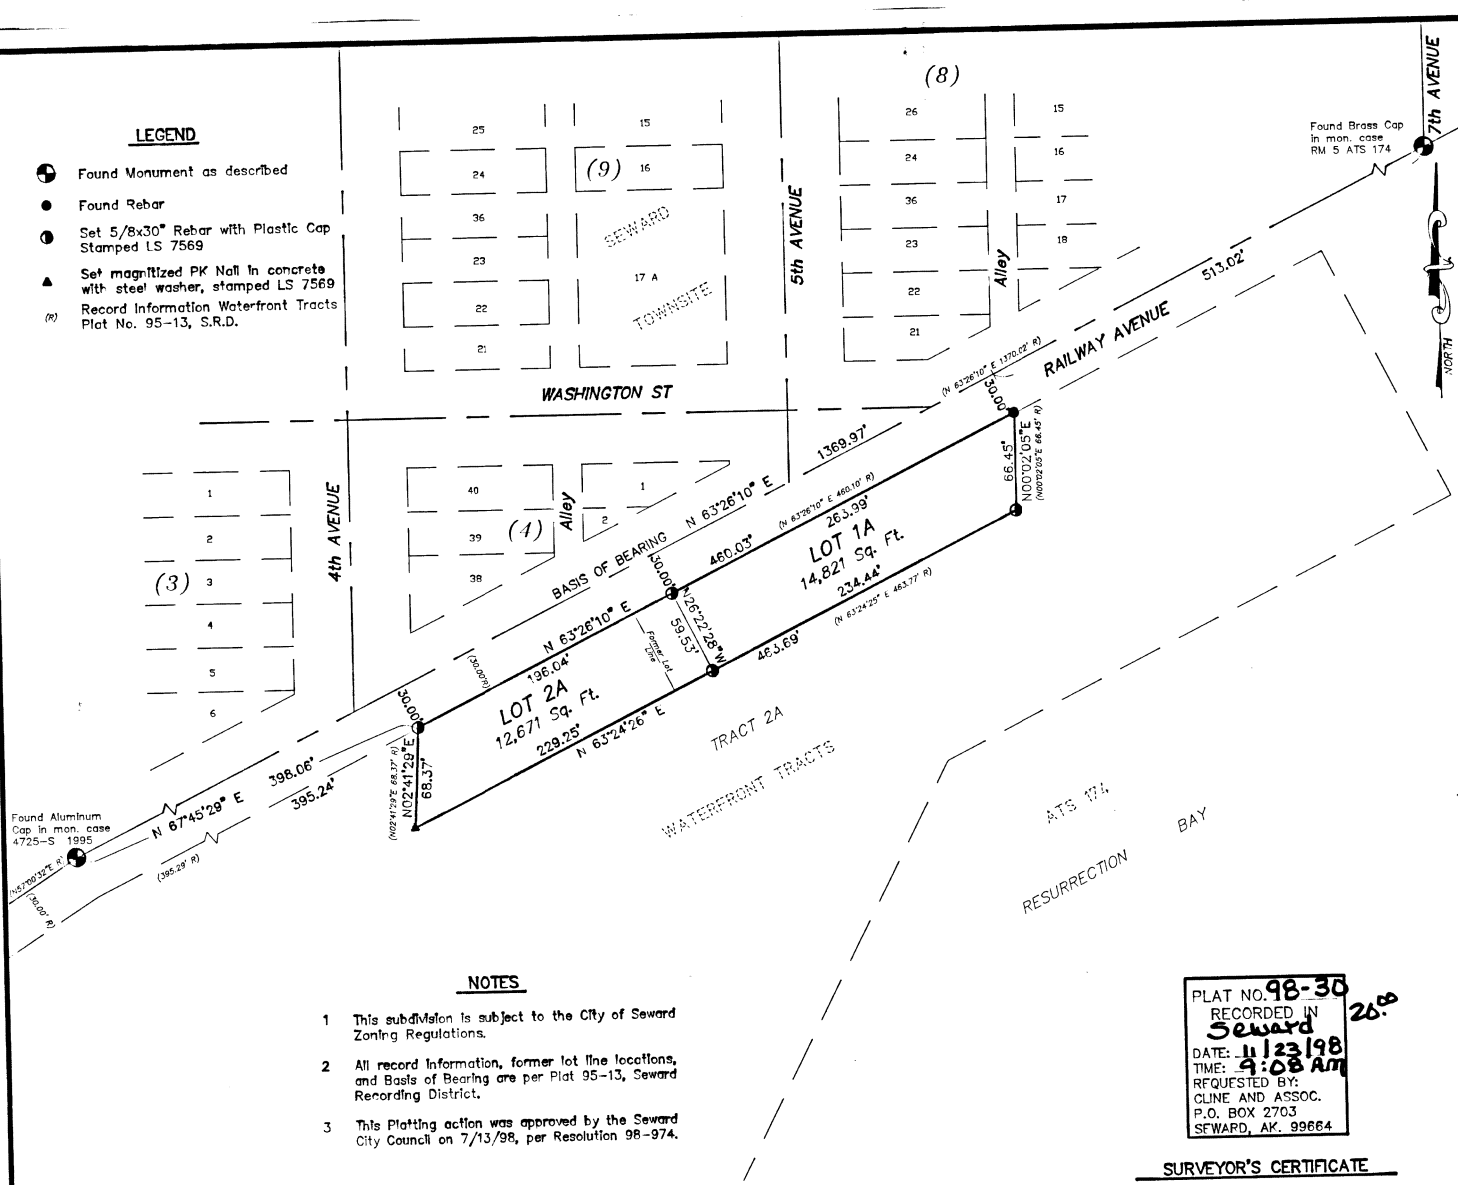 LEGEND
Found Monument as described
Found Rebar
Set 5/8x30" Rebar with Plastic Cap
Stamped LS 7569
Set magnitized PK Nail in concrete
with steel washer, stamped LS 7569
(R) Record Information Waterfront Tracts
Plat No. 95-13, S.R.D.
25
24
36
23
22
21
15
(9)
16
SEWARD
17 A
TOWNSITE
5th AVENUE
(8)
26
24
36
23
22
21
15
16
17
18
Alley
Found Brass Cap
in mon. case
RM 5 ATS 174
7th AVENUE
NORTH
513.02'
RAILWAY AVENUE
(N 63°26'10" E 1370.02' R)
30.00'
WASHINGTON ST
4th AVENUE
1
2
(3)
3
4
5
6
40
39
38
(4)
Alley
1
2
1369.97'
N 63°26'10" E
BASIS OF BEARING
(N 63°26'10" E 460.10' R)
460.03'
263.99'
LOT 1A
14,821 Sq. Ft.
234.44'
(N 63°24'25" E 463.77' R)
463.69'
66.45'
N00°02'05"E
(N00°02'05"E 66.45' R)
30.00'
N26°22'28"W
59.53'
Former Lot
Line
N 63°26'10" E
196.04'
LOT 2A
12,671 Sq. Ft.
229.25'
N 63°24'26" E
(30.00'R)
30.00'
N02°41'29"E
68.37'
(N02°41'29"E 68.37' R)
398.06'
395.24'
N 67°45'29" E
(395.29' R)
Found Aluminum
Cap in mon. case
4725-S 1995
(N57°00'32"E R)
(30.00' R)
TRACT 2A
WATERFRONT TRACTS
ATS 174
RESURRECTION
BAY
NOTES
1 This subdivision is subject to the City of Seward
Zoning Regulations.
2 All record information, former lot line locations,
and Basis of Bearing are per Plat 95-13, Seward
Recording District.
3 This Platting action was approved by the Seward
City Council on 7/13/98, per Resolution 98-974.
PLAT NO. 98-30
RECORDED IN 20.00
Seward
DATE: 11/23/98
TIME: 9:08 AM
REQUESTED BY:
CLINE AND ASSOC.
P.O. BOX 2703
SEWARD, AK. 99664
SURVEYOR'S CERTIFICATE